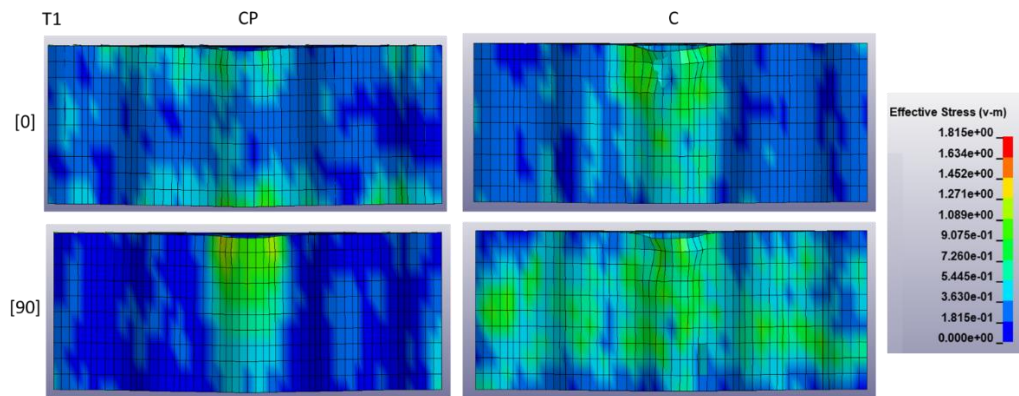 T1
CP
C
[0]
[90]
Effective Stress (v-m)
1.815e+00
1.634e+00
1.452e+00
1.271e+00
1.089e+00
9.075e-01
7.260e-01
5.445e-01
3.630e-01
1.815e-01
0.000e+00